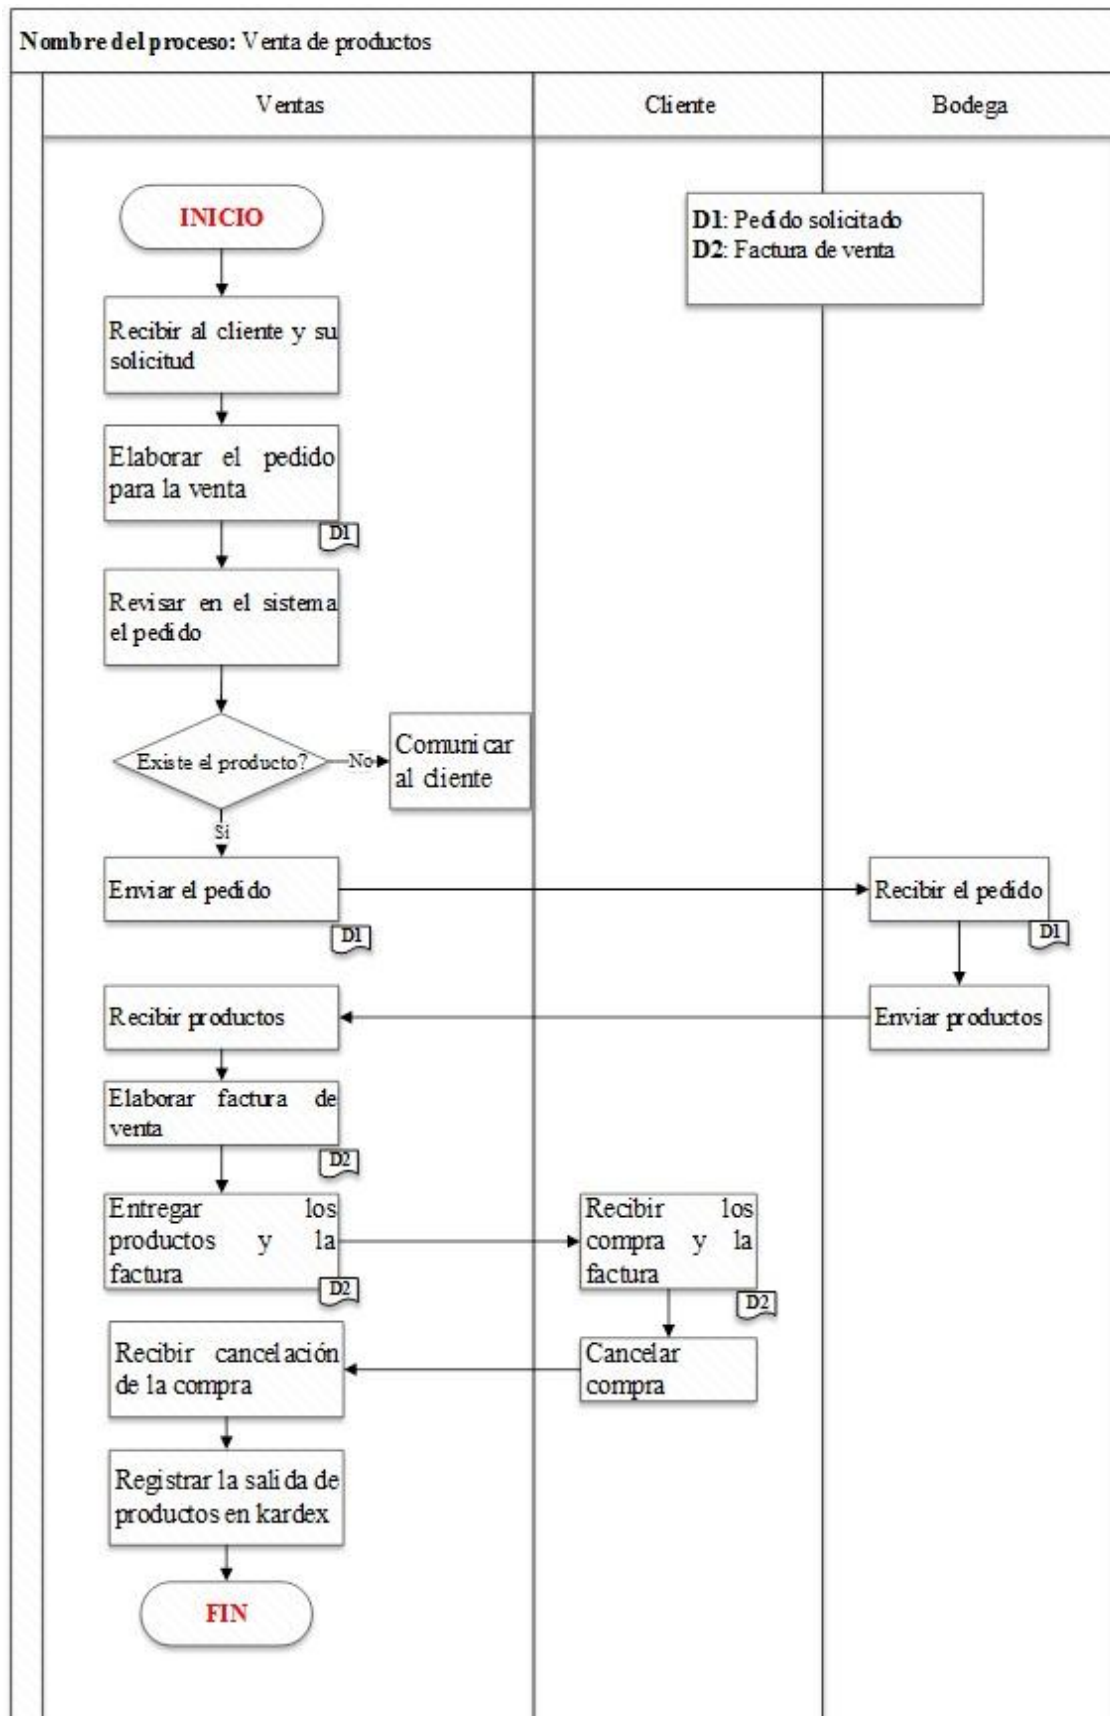 Nombre del proceso: Venta de productos
Ventas
Cliente
Bodega
INICIO
D1: Pedido solicitado
D2: Factura de venta
Recibir al cliente y su
solicitud
Elaborar el pedido
para la venta
D1
Revisar en el sistema
el pedido
Existe el producto?
No
Comunicar
al cliente
Si
Enviar el pedido
D1
Recibir el pedido
D1
Recibir productos
Enviar productos
Elaborar factura de
venta
D2
Entregar los
productos y la
factura
D2
Recibir los
compra y la
factura
D2
Recibir cancelación
de la compra
Cancelar
compra
Registrar la salida de
productos en kardex
FIN